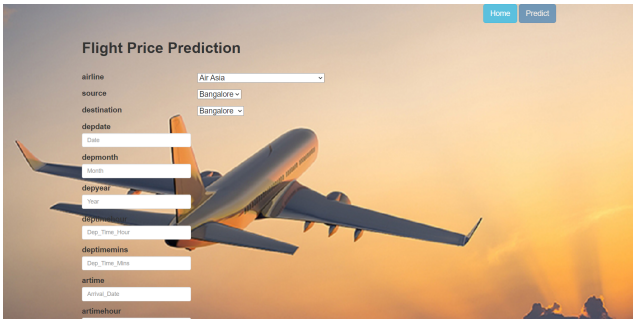 Home Predict
Flight Price Prediction
airline Air Asia
source Bangalore
destination Bangalore
depdate
Date
depmonth
Month
depyear
Year
deptimehour
Dep_Time_Hour
deptimemins
Dep_Time_Mins
artime
Arrival_Date
artimehour